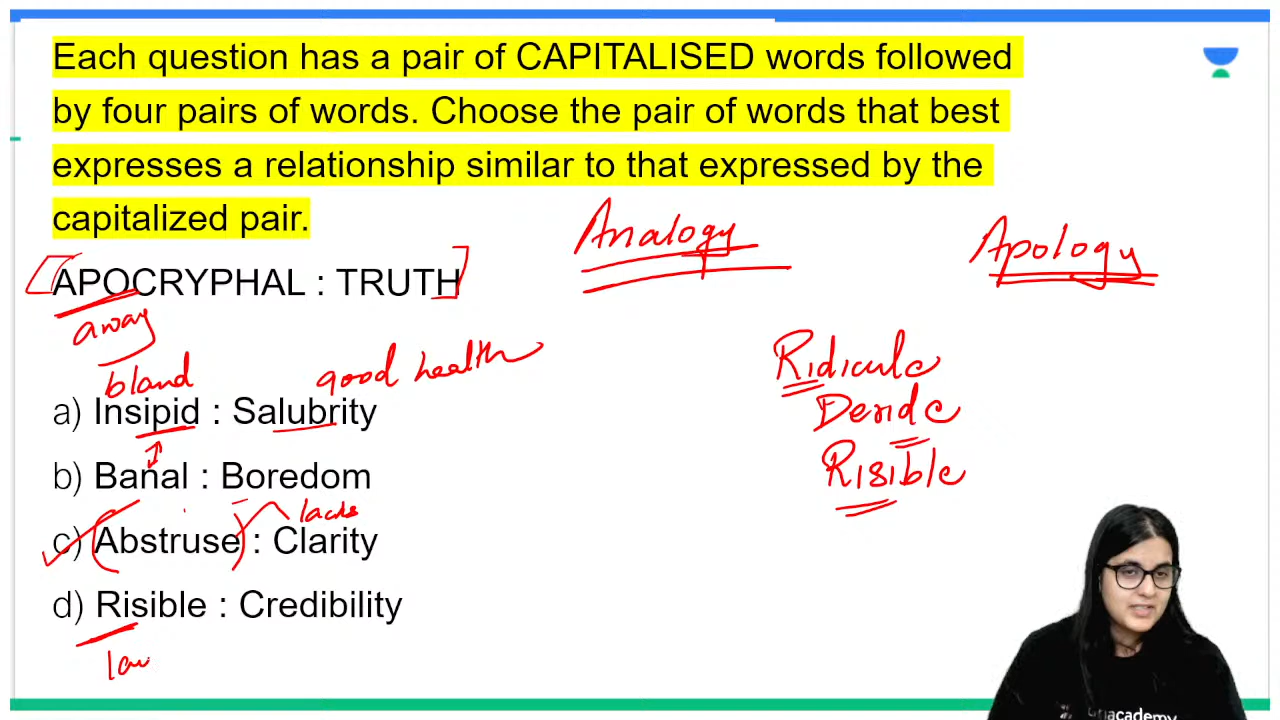 Each question has a pair of CAPITALISED words followed
by four pairs of words. Choose the pair of words that best
expresses a relationship similar to that expressed by the
capitalized pair.
Analogy
Apology
APOCRYPHAL : TRUTH
away
bland
good health
Ridicule
a) Insipid : Salubrity
Deride
b) Banal : Boredom
Risible
lacks
c) Abstruse : Clarity
d) Risible : Credibility